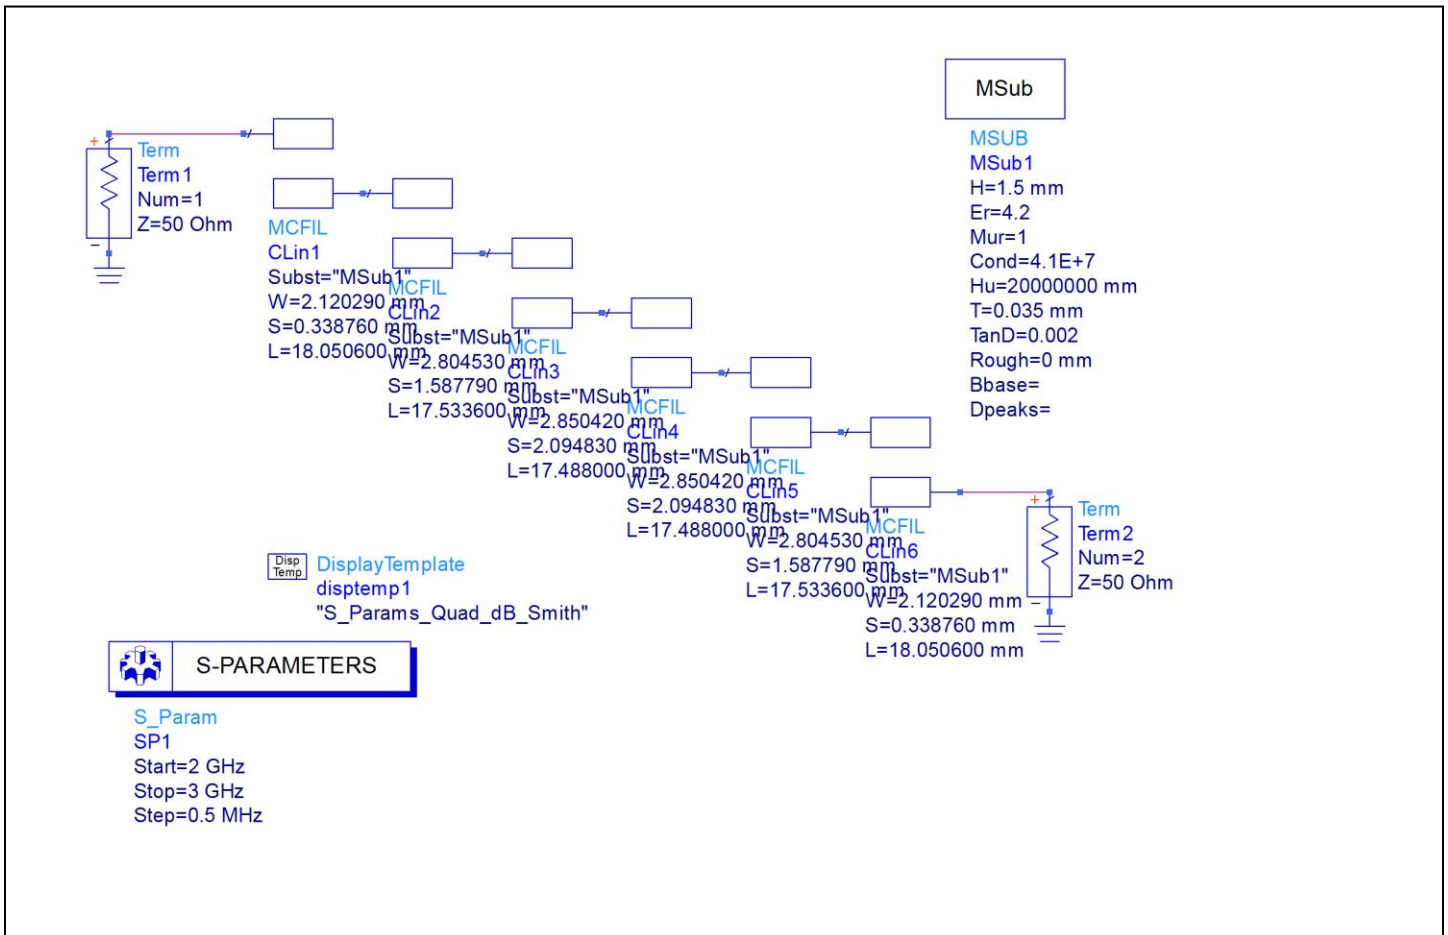 MSub
MSUB
MSub1
H=1.5 mm
Er=4.2
Mur=1
Cond=4.1E+7
Hu=20000000 mm
T=0.035 mm
TanD=0.002
Rough=0 mm
Bbase=
Dpeaks=
+
Term
Term1
Num=1
Z=50 Ohm
−
MCFIL
CLin1
Subst="MSub1"
W=2.120290 mm
S=0.338760 mm
L=18.050600 mm
MCFIL
CLin2
Subst="MSub1"
W=2.804530 mm
S=1.587790 mm
L=17.533600 mm
MCFIL
CLin3
Subst="MSub1"
W=2.850420 mm
S=2.094830 mm
L=17.488000 mm
MCFIL
CLin4
Subst="MSub1"
W=2.850420 mm
S=2.094830 mm
L=17.488000 mm
MCFIL
CLin5
Subst="MSub1"
W=2.804530 mm
S=1.587790 mm
L=17.533600 mm
MCFIL
CLin6
Subst="MSub1"
W=2.120290 mm
S=0.338760 mm
L=18.050600 mm
+
Term
Term2
Num=2
Z=50 Ohm
−
Disp
Temp
DisplayTemplate
disptemp1
"S_Params_Quad_dB_Smith"
S-PARAMETERS
S_Param
SP1
Start=2 GHz
Stop=3 GHz
Step=0.5 MHz